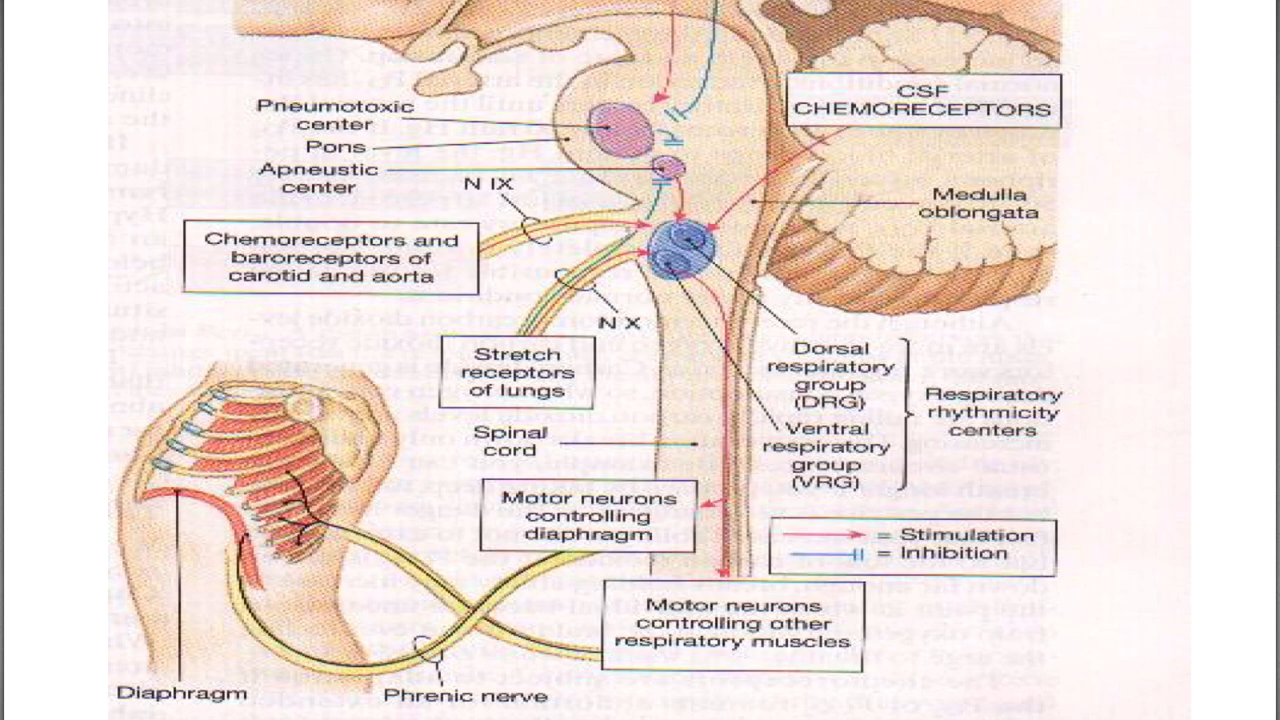 Pneumotoxic
center
Pons
Apneustic
center
N IX
CSF
CHEMORECEPTORS
Medulla
oblongata
Chemoreceptors and
baroreceptors of
carotid and aorta
N X
Stretch
receptors
of lungs
Dorsal
respiratory
group
(DRG)
Ventral
respiratory
group
(VRG)
Respiratory
rhythmicity
centers
Spinal
cord
Motor neurons
controlling
diaphragm
= Stimulation
= Inhibition
Motor neurons
controlling other
respiratory muscles
Diaphragm
Phrenic nerve